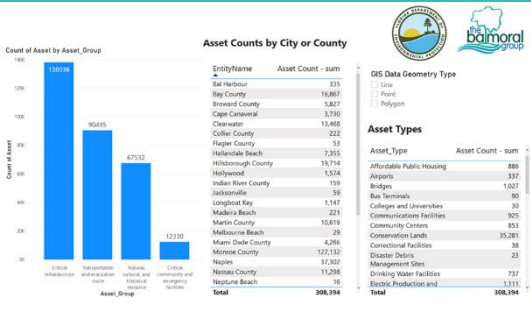 FLORIDA DEPARTMENT OF
ENVIRONMENTAL PROTECTION
the
balmoral
group
Asset Counts by City or County
Count of Asset by Asset_Group
140K
120K
100K
80K
60K
40K
20K
0K
Count of Asset
138036
90495
67532
12330
Critical
infrastructure
Transportation
and evacuation
route
Natural,
cultural, and
historical
resource
Critical
community and
emergency
facilities
Asset_Group
EntityName Asset Count - sum
Bal Harbour 335
Bay County 16,867
Broward County 5,827
Cape Canaveral 3,730
Clearwater 13,468
Collier County 222
Flagler County 53
Hallandale Beach 7,355
Hillsborough County 19,714
Hollywood 1,574
Indian River County 159
Jacksonville 59
Longboat Key 1,147
Madeira Beach 221
Martin County 10,619
Melbourne Beach 29
Miami Dade County 4,286
Monroe County 127,132
Naples 37,302
Nassau County 11,298
Neptune Beach 16
Total 308,394
GIS Data Geometry Type
Line
Point
Polygon
Asset Types
Asset_Type Asset Count - sum
Affordable Public Housing 886
Airports 337
Bridges 1,027
Bus Terminals 90
Colleges and Universities 30
Communications Facilities 925
Community Centers 853
Conservation Lands 35,281
Correctional Facilities 38
Disaster Debris 23
Management Sites
Drinking Water Facilities 737
Electric Production and 1,111
Total 308,394